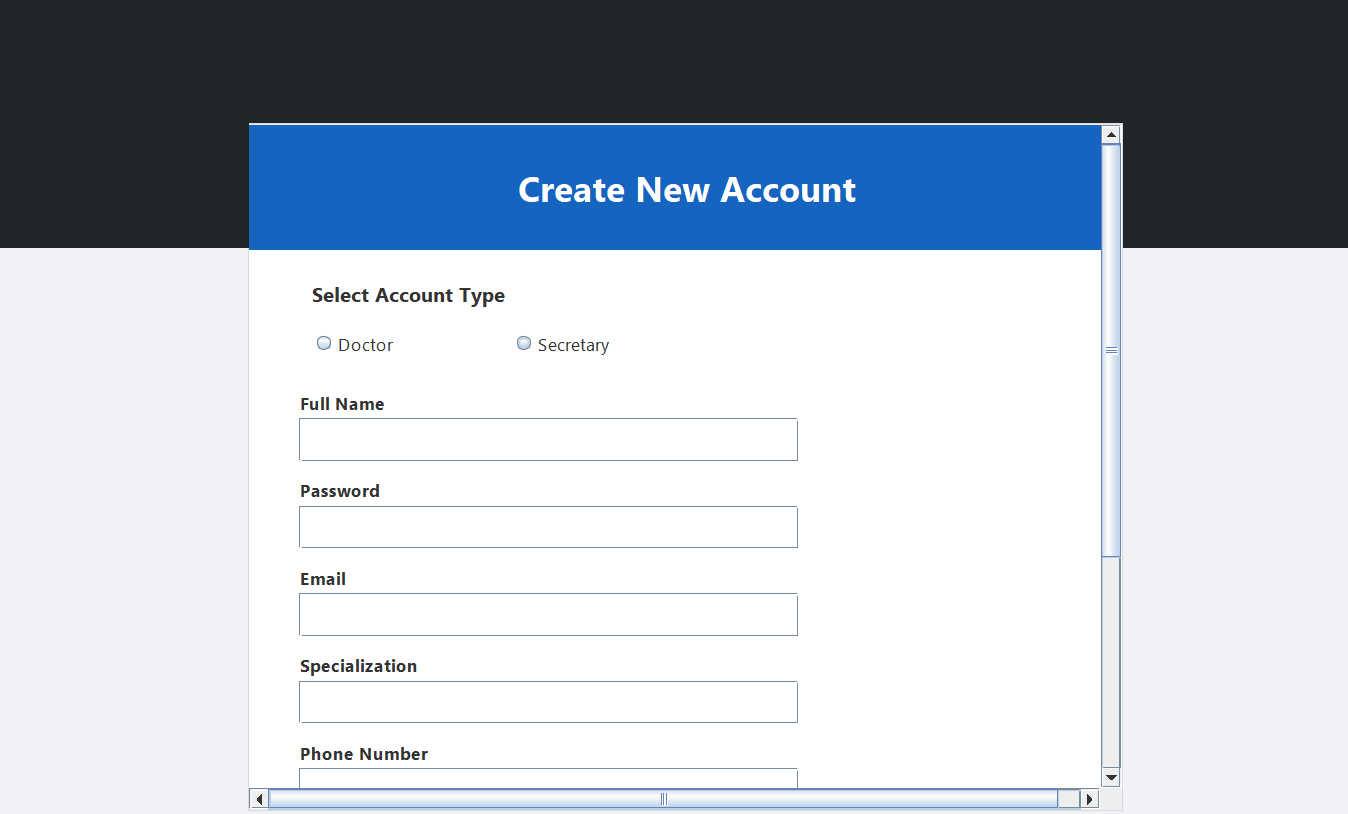 Create New Account
Select Account Type
Doctor Secretary
Full Name
Password
Email
Specialization
Phone Number